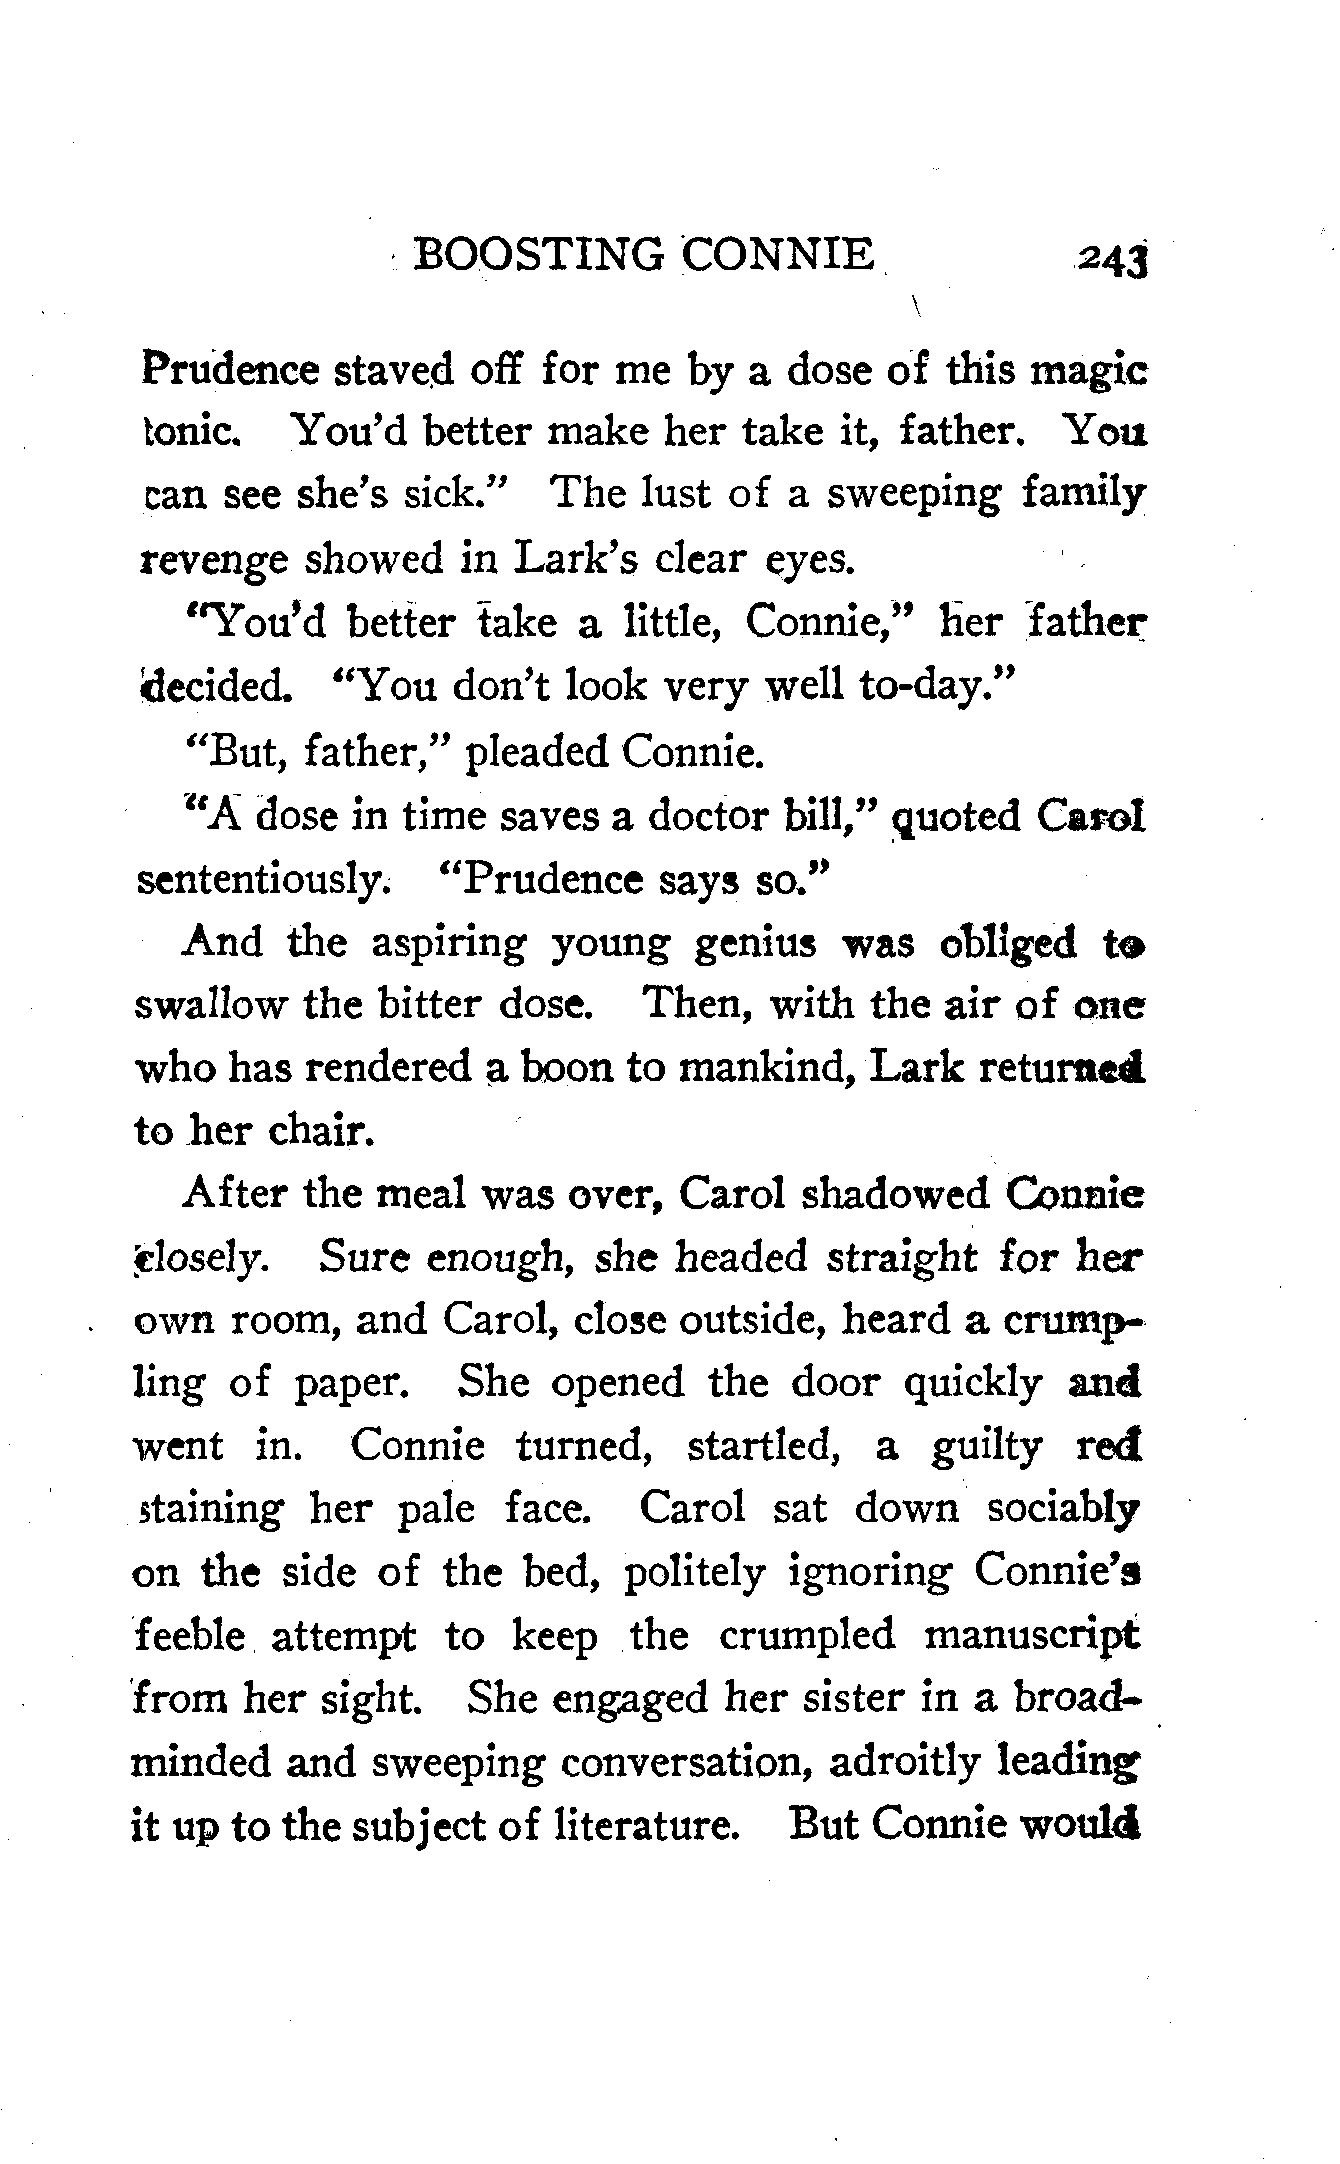 BOOSTING CONNIE 243
Prudence staved off for me by a dose of this magic
tonic. You'd better make her take it, father. You
can see she's sick." The lust of a sweeping family
revenge showed in Lark's clear eyes.
"You'd better take a little, Connie," her father
decided. "You don't look very well to-day."
"But, father," pleaded Connie.
"A dose in time saves a doctor bill," quoted Carol
sententiously. "Prudence says so."
And the aspiring young genius was obliged to
swallow the bitter dose. Then, with the air of one
who has rendered a boon to mankind, Lark returned
to her chair.
After the meal was over, Carol shadowed Connie
closely. Sure enough, she headed straight for her
own room, and Carol, close outside, heard a crump-
ling of paper. She opened the door quickly and
went in. Connie turned, startled, a guilty red
staining her pale face. Carol sat down sociably
on the side of the bed, politely ignoring Connie's
feeble attempt to keep the crumpled manuscript
from her sight. She engaged her sister in a broad-
minded and sweeping conversation, adroitly leading
it up to the subject of literature. But Connie would